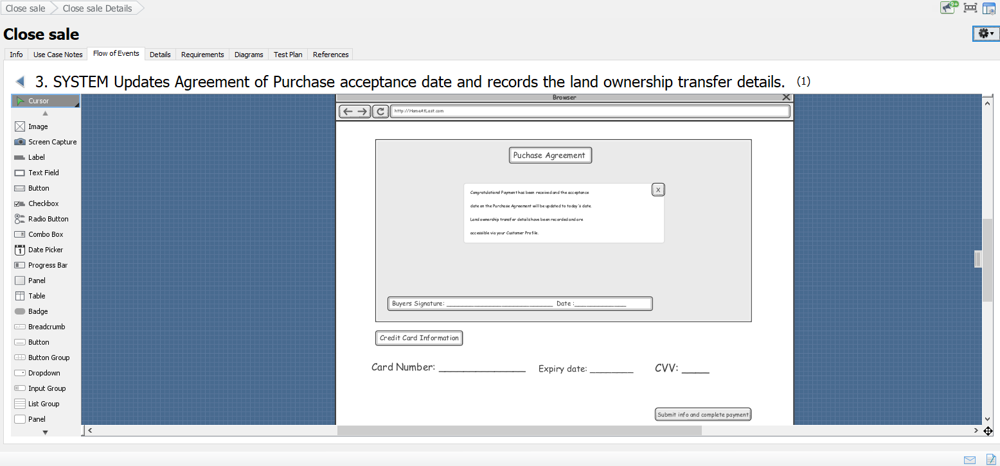 Close sale Close sale Details
9+
Close sale
Info Use Case Notes Flow of Events Details Requirements Diagrams Test Plan References
3. SYSTEM Updates Agreement of Purchase acceptance date and records the land ownership transfer details. (1)
Cursor
Image
Screen Capture
Label
Text Field
Button
Checkbox
Radio Button
Combo Box
Date Picker
Progress Bar
Panel
Table
Badge
Breadcrumb
Button
Button Group
Dropdown
Input Group
List Group
Panel
Browser
http://HomeAtLast.com
Puchase Agreement
X
Congratulations! Payment has been received and the acceptance
date on the Purchase Agreement will be updated to today's date.
Land ownership transfer details have been recorded and are
accessible via your Customer Profile.
Buyers Signature: __________________________ Date :_____________
Credit Card Information
Card Number: ________________ Expiry date: _________ CVV: _____
Submit info and complete payment